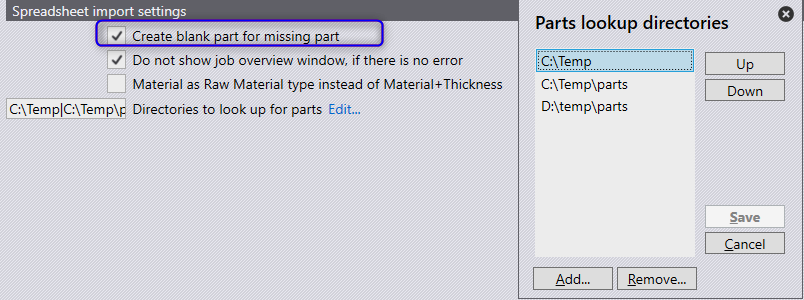 Spreadsheet import settings
Create blank part for missing part
Do not show job overview window, if there is no error
Material as Raw Material type instead of Material+Thickness
C:\Temp|C:\Temp\p Directories to look up for parts Edit...
Parts lookup directories
C:\Temp
C:\Temp\parts
D:\temp\parts
Up
Down
Save
Cancel
Add...
Remove...